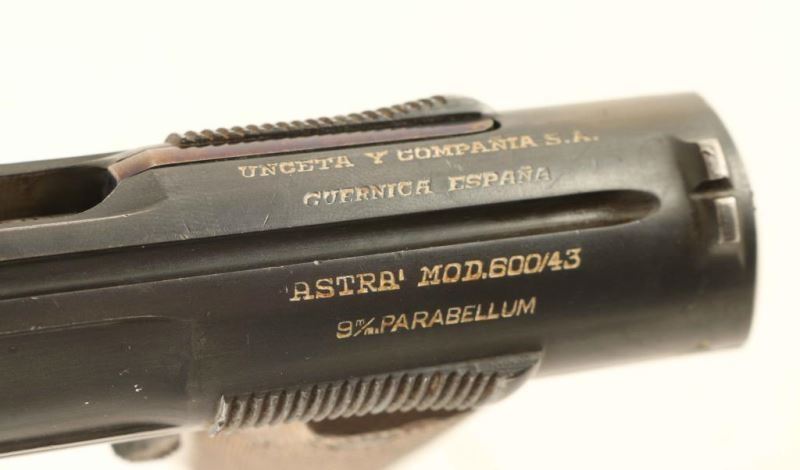 UNCETA Y COMPAÑIA S.A.
GUERNICA ESPAÑA
ASTRA' MOD.600/43
9m/m.PARABELLUM